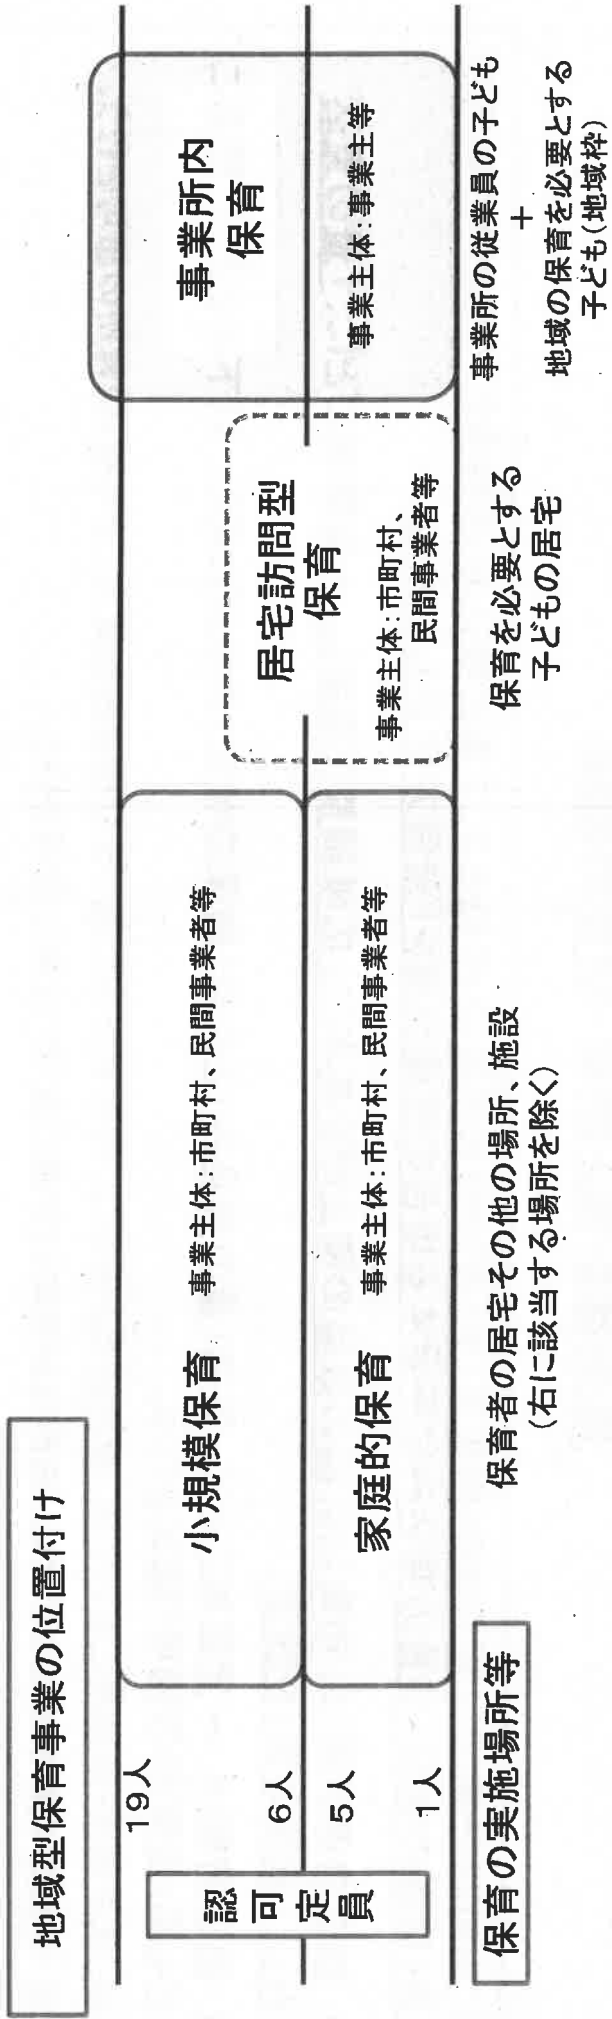 地域型保育事業の位置付け
認可定員
19人
6人
5人
1人
小規模保育
事業主体:市町村、民間事業者等
家庭的保育
事業主体:市町村、民間事業者等
居宅訪問型
保育
事業主体:市町村、
民間事業者等
事業所内
保育
事業主体:事業主等
保育の実施場所等
保育者の居宅その他の場所、施設
(右に該当する場所を除く)
保育を必要とする
子どもの居宅
事業所の従業員の子ども
+
地域の保育を必要とする
子ども(地域枠)